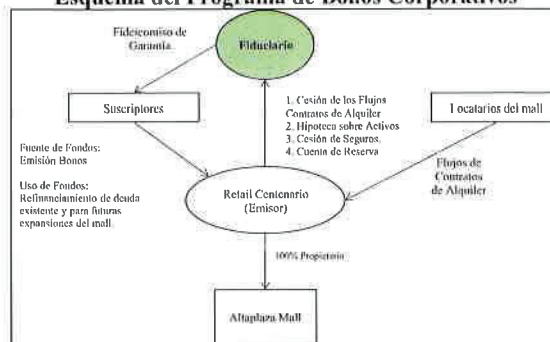 Esquema del Programa de Bonos Corporativos
Fideicomiso de
Garantía
Fiduciario
Suscriptores
1. Cesión de los Flujos
Contratos de Alquiler
2. Hipoteca sobre Activos
3. Cesión de Seguros.
4. Cuenta de Reserva
Locatarios del mall
Fuente de Fondos:
Emisión Bonos
Uso de Fondos:
Refinanciamiento de deuda
existente y para futuras
expansiones del mall.
Flujos de
Contratos
de Alquiler
Retail Centenario
(Emisor)
100% Propietario
Altaplaza Mall